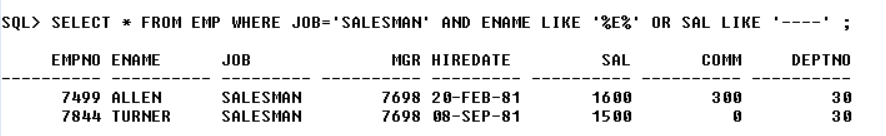 SQL> SELECT * FROM EMP WHERE JOB='SALESMAN' AND ENAME LIKE '%E%' OR SAL LIKE '----' ;
EMPNO ENAME JOB MGR HIREDATE SAL COMM DEPTNO
---------- ---------- --------- ---------- --------- ---------- ---------- ----------
7499 ALLEN SALESMAN 7698 20-FEB-81 1600 300 30
7844 TURNER SALESMAN 7698 08-SEP-81 1500 0 30